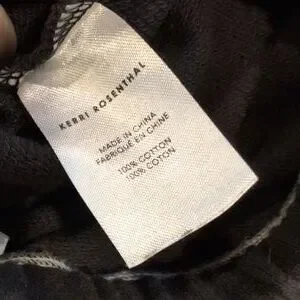 KERRI ROSENTHAL
MADE IN CHINA
FABRIQUÉ EN CHINE
100% COTTON
100% COTON